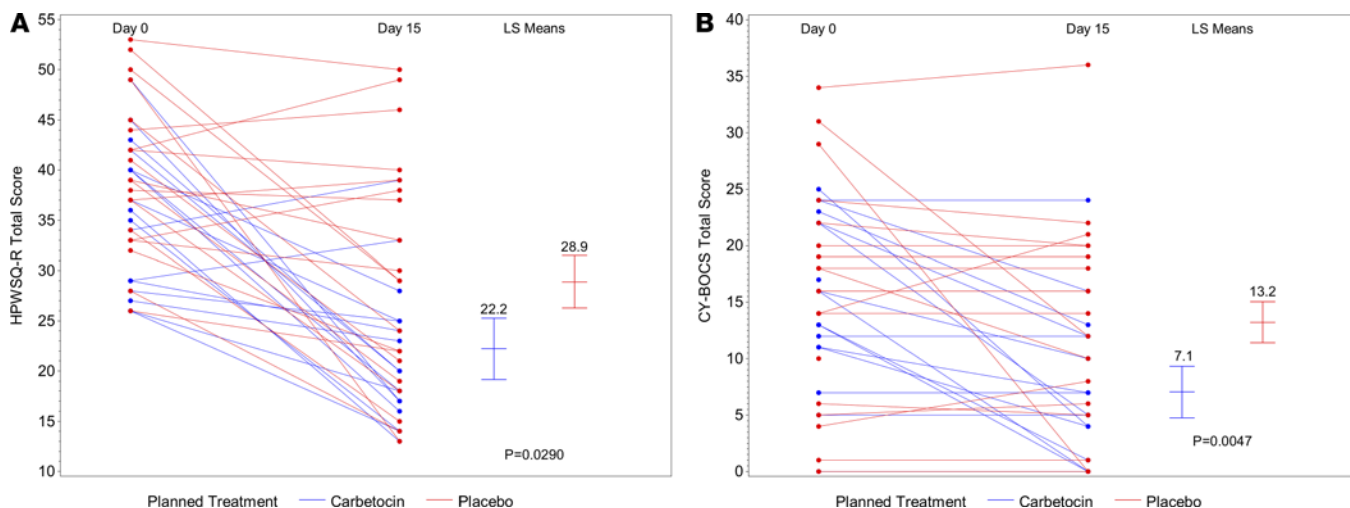 A
Day 0 Day 15 LS Means
HPWSQ-R Total Score
55
50
45
40
35
30
25
20
15
10
22.2
28.9
P=0.0290
Planned Treatment Carbetocin Placebo
B
Day 0 Day 15 LS Means
CY-BOCS Total Score
40
35
30
25
20
15
10
5
0
7.1
13.2
P=0.0047
Planned Treatment Carbetocin Placebo